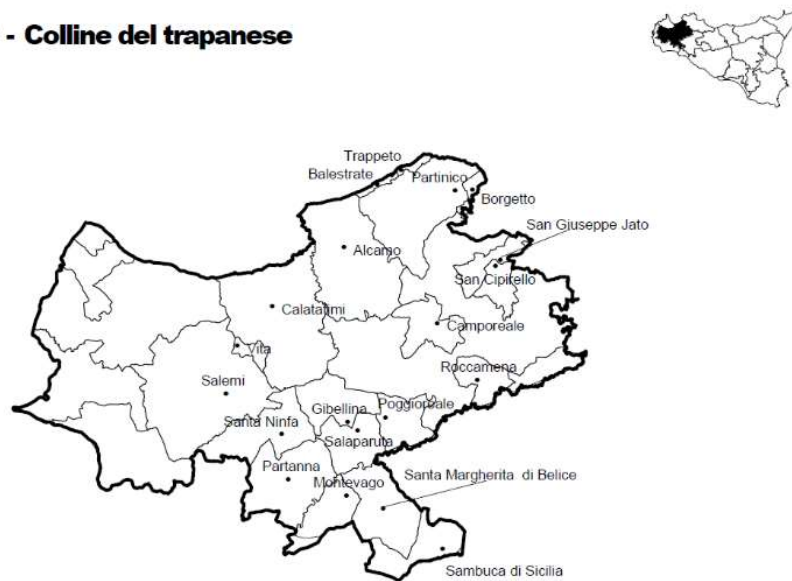 - Colline del trapanese
Trappeto
Balestrate
Partinico
Borgetto
San Giuseppe Jato
Alcamo
San Cipirello
Calatafimi
Camporeale
Vita
Roccamena
Salemi
Gibellina
Poggioreale
Santa Ninfa
Salaparuta
Partanna
Santa Margherita di Belice
Montevago
Sambuca di Sicilia